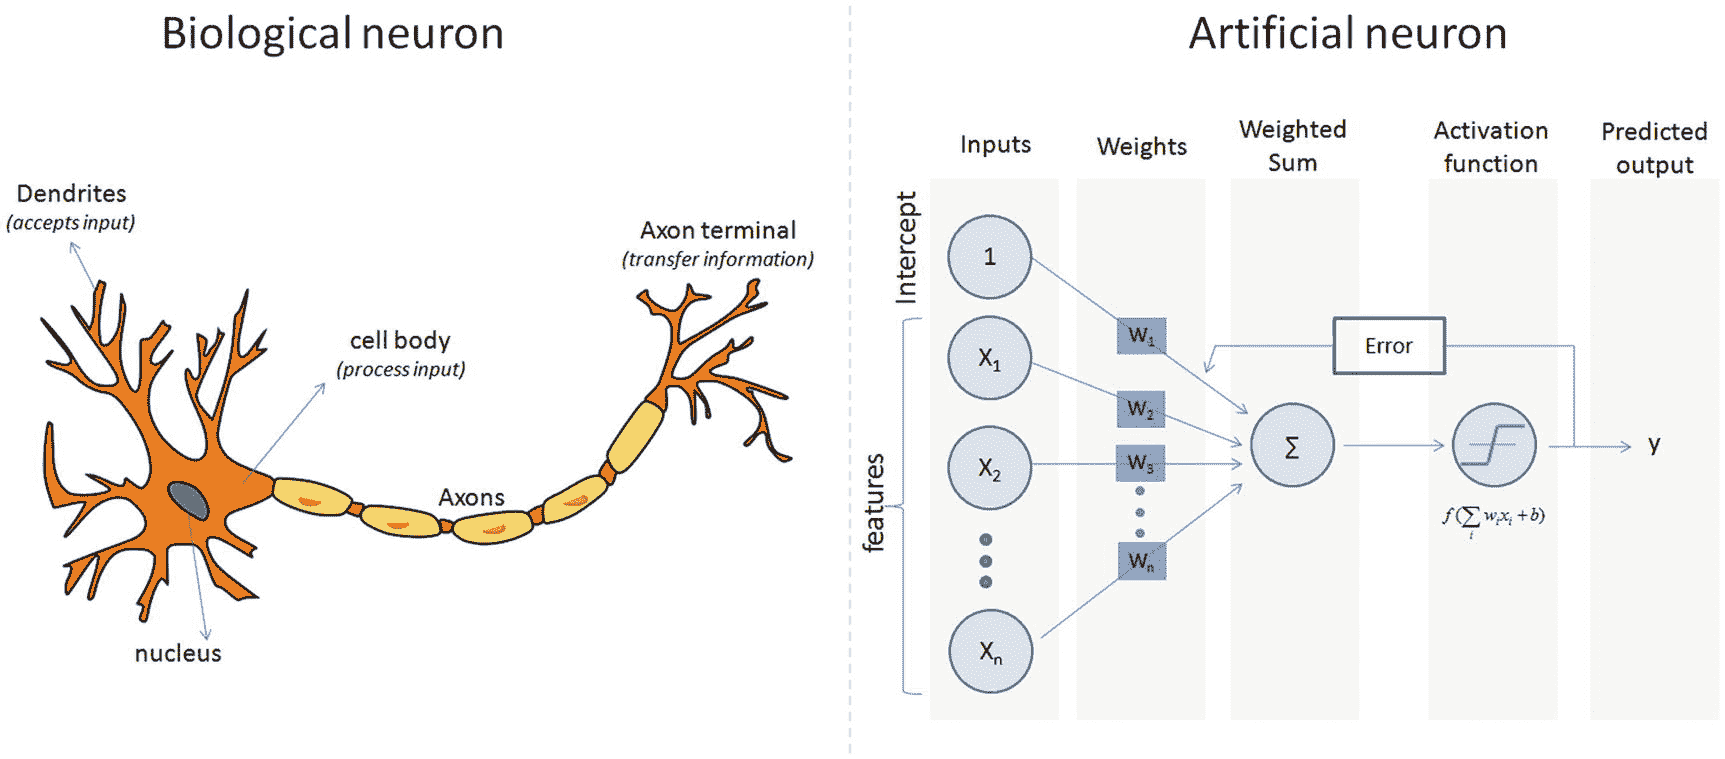 Biological neuron
Dendrites
(accepts input)
cell body
(process input)
Axon terminal
(transfer information)
Axons
nucleus
Artificial neuron
Inputs
Weights
Weighted
Sum
Activation
function
Predicted
output
Intercept
features
1
X1
X2
Xn
W1
W2
W3
Wn
Σ
Error
f(∑ wixi + b)
i
y